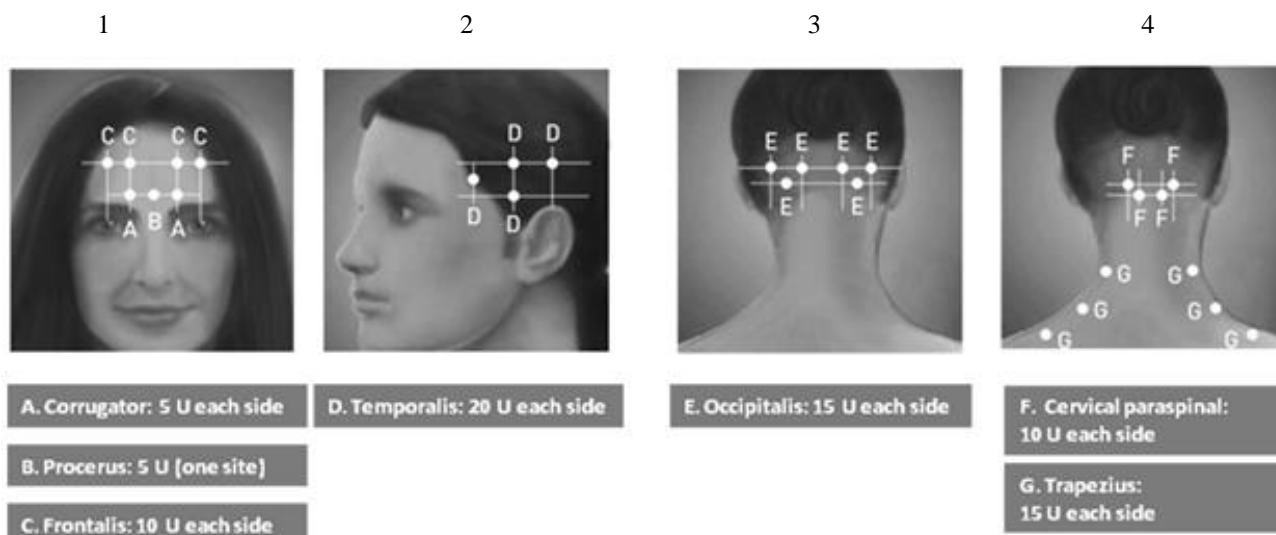 1 2 3 4
C C C C
A B A
D D
D D
E E E E
E E
F F
F F
G G
G G
G G
A. Corrugator: 5 U each side
B. Procerus: 5 U (one site)
C. Frontalis: 10 U each side
D. Temporalis: 20 U each side
E. Occipitalis: 15 U each side
F. Cervical paraspinal:
10 U each side
G. Trapezius:
15 U each side